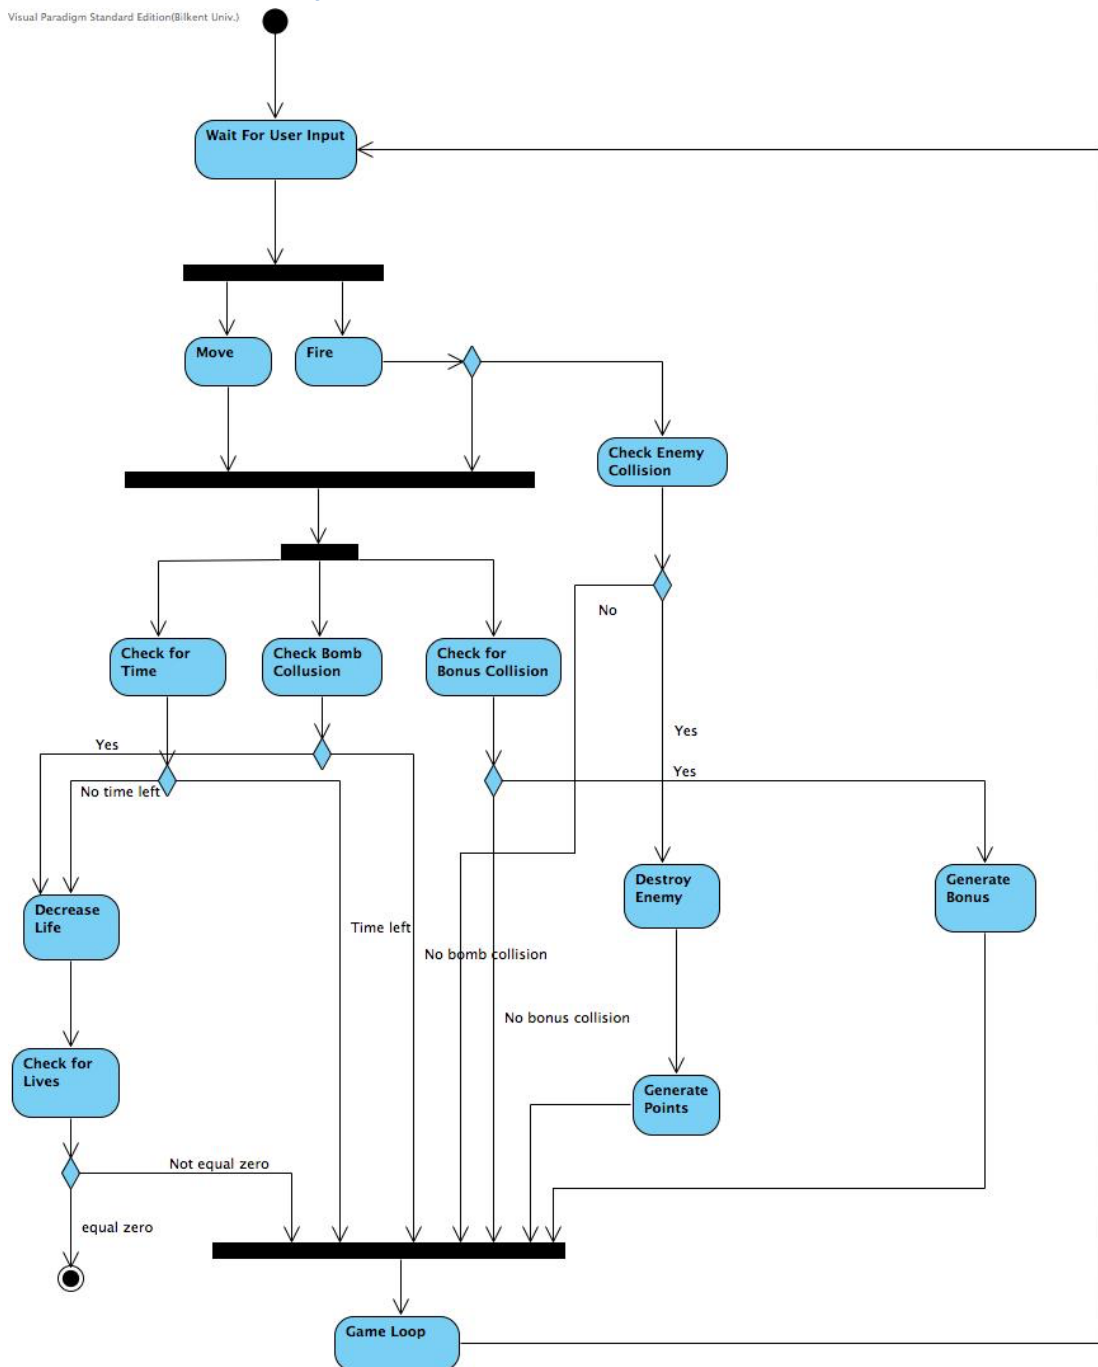 Visual Paradigm Standard Edition(Bilkent Univ.)
Wait For User Input
Move
Fire
Check Enemy
Collision
No
Check for
Time
Check Bomb
Collusion
Check for
Bonus Collision
Yes
Yes
Yes
No time left
Destroy
Enemy
Generate
Bonus
Decrease
Life
Time left
No bomb collision
No bonus collision
Check for
Lives
Generate
Points
Not equal zero
equal zero
Game Loop